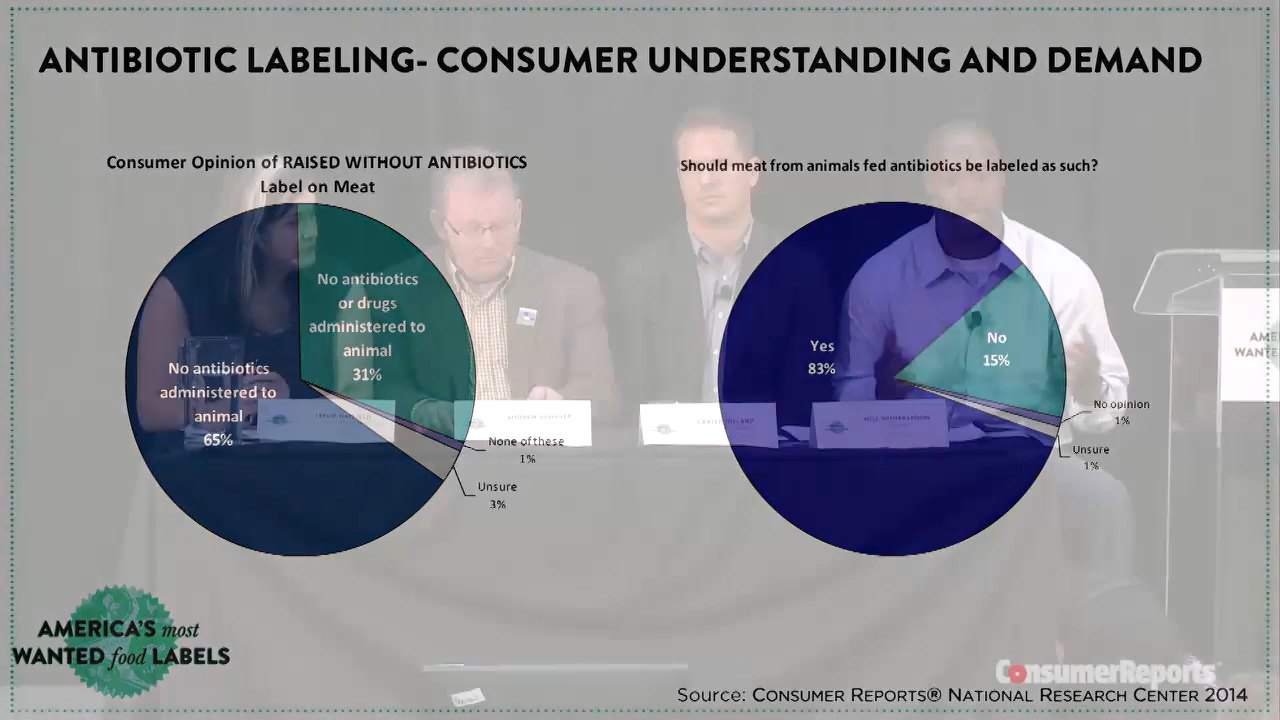 ANTIBIOTIC LABELING- CONSUMER UNDERSTANDING AND DEMAND
Consumer Opinion of RAISED WITHOUT ANTIBIOTICS
Label on Meat
No antibiotics
or drugs
administered to
animal
31%
No antibiotics
administered to
animal
65%
None of these
1%
Unsure
3%
Should meat from animals fed antibiotics be labeled as such?
Yes
83%
No
15%
No opinion
1%
Unsure
1%
AMERICA'S most
WANTED food LABELS
ConsumerReports
Source: CONSUMER REPORTS® NATIONAL RESEARCH CENTER 2014